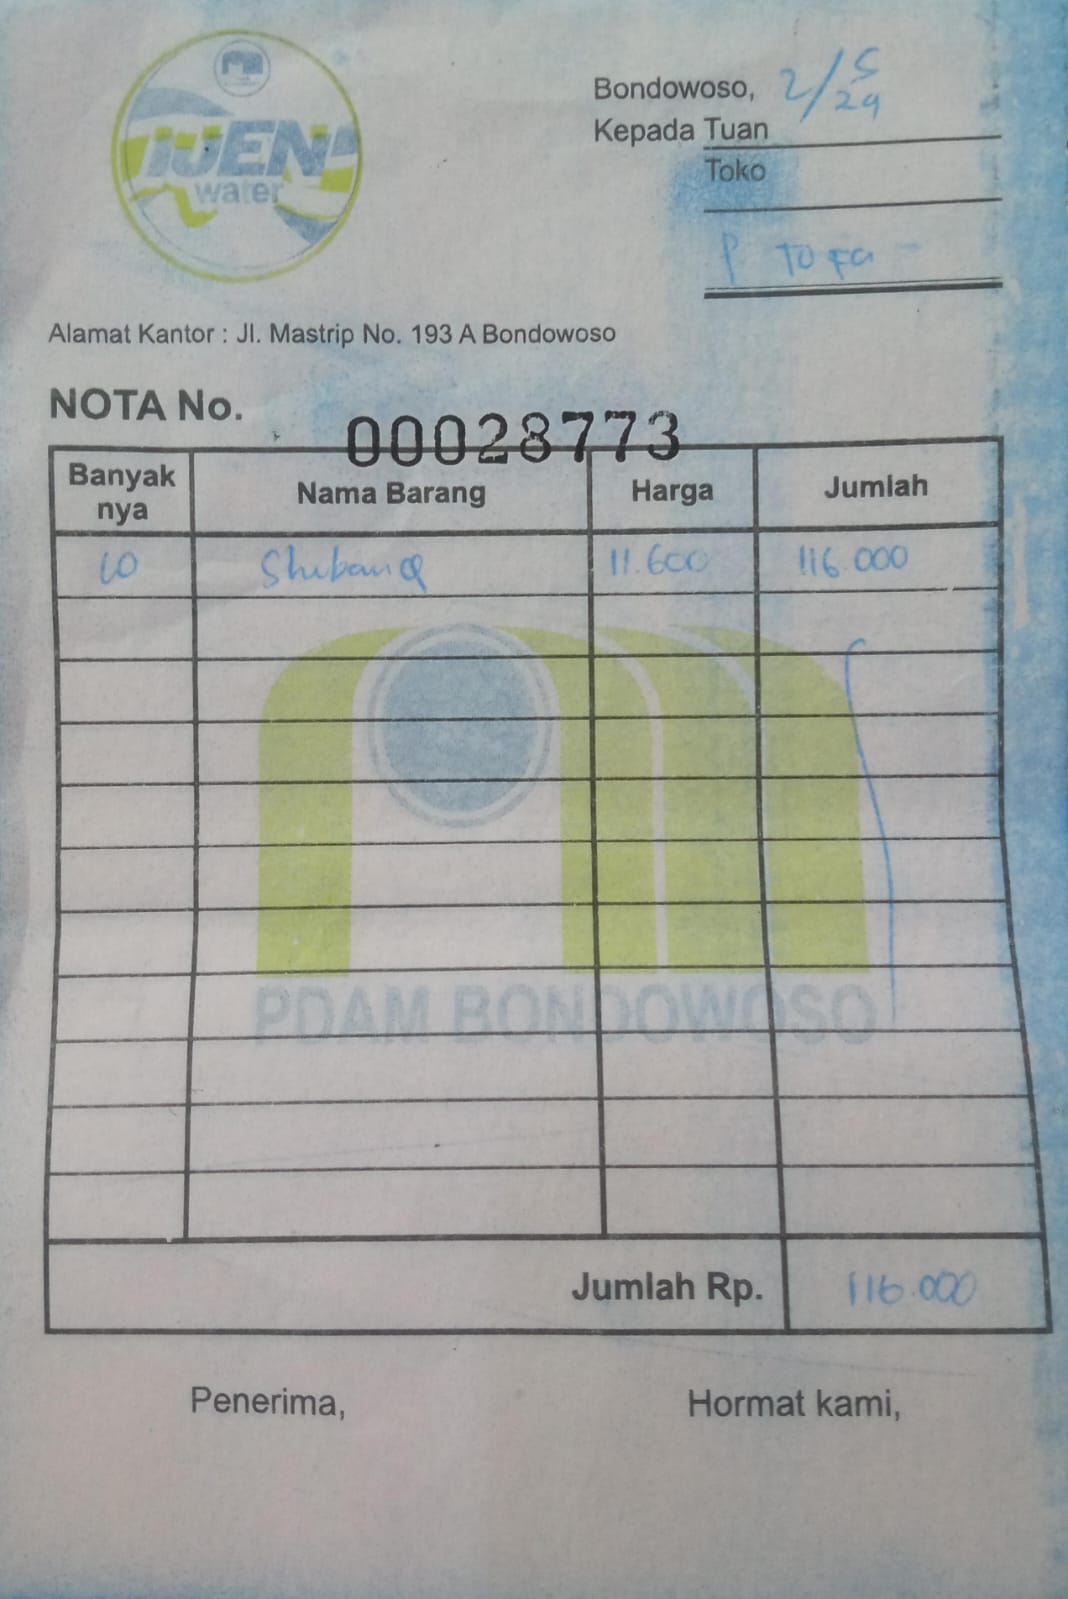 IJEN
water
Bondowoso, 2/5/24
Kepada Tuan
Toko
P Tofa
Alamat Kantor : Jl. Mastrip No. 193 A Bondowoso
NOTA No.
00028773
Banyak nya Nama Barang Harga Jumlah
10 11.600 116.000
PDAM BONDOWOSO
Jumlah Rp. 116.000
Penerima, Hormat kami,